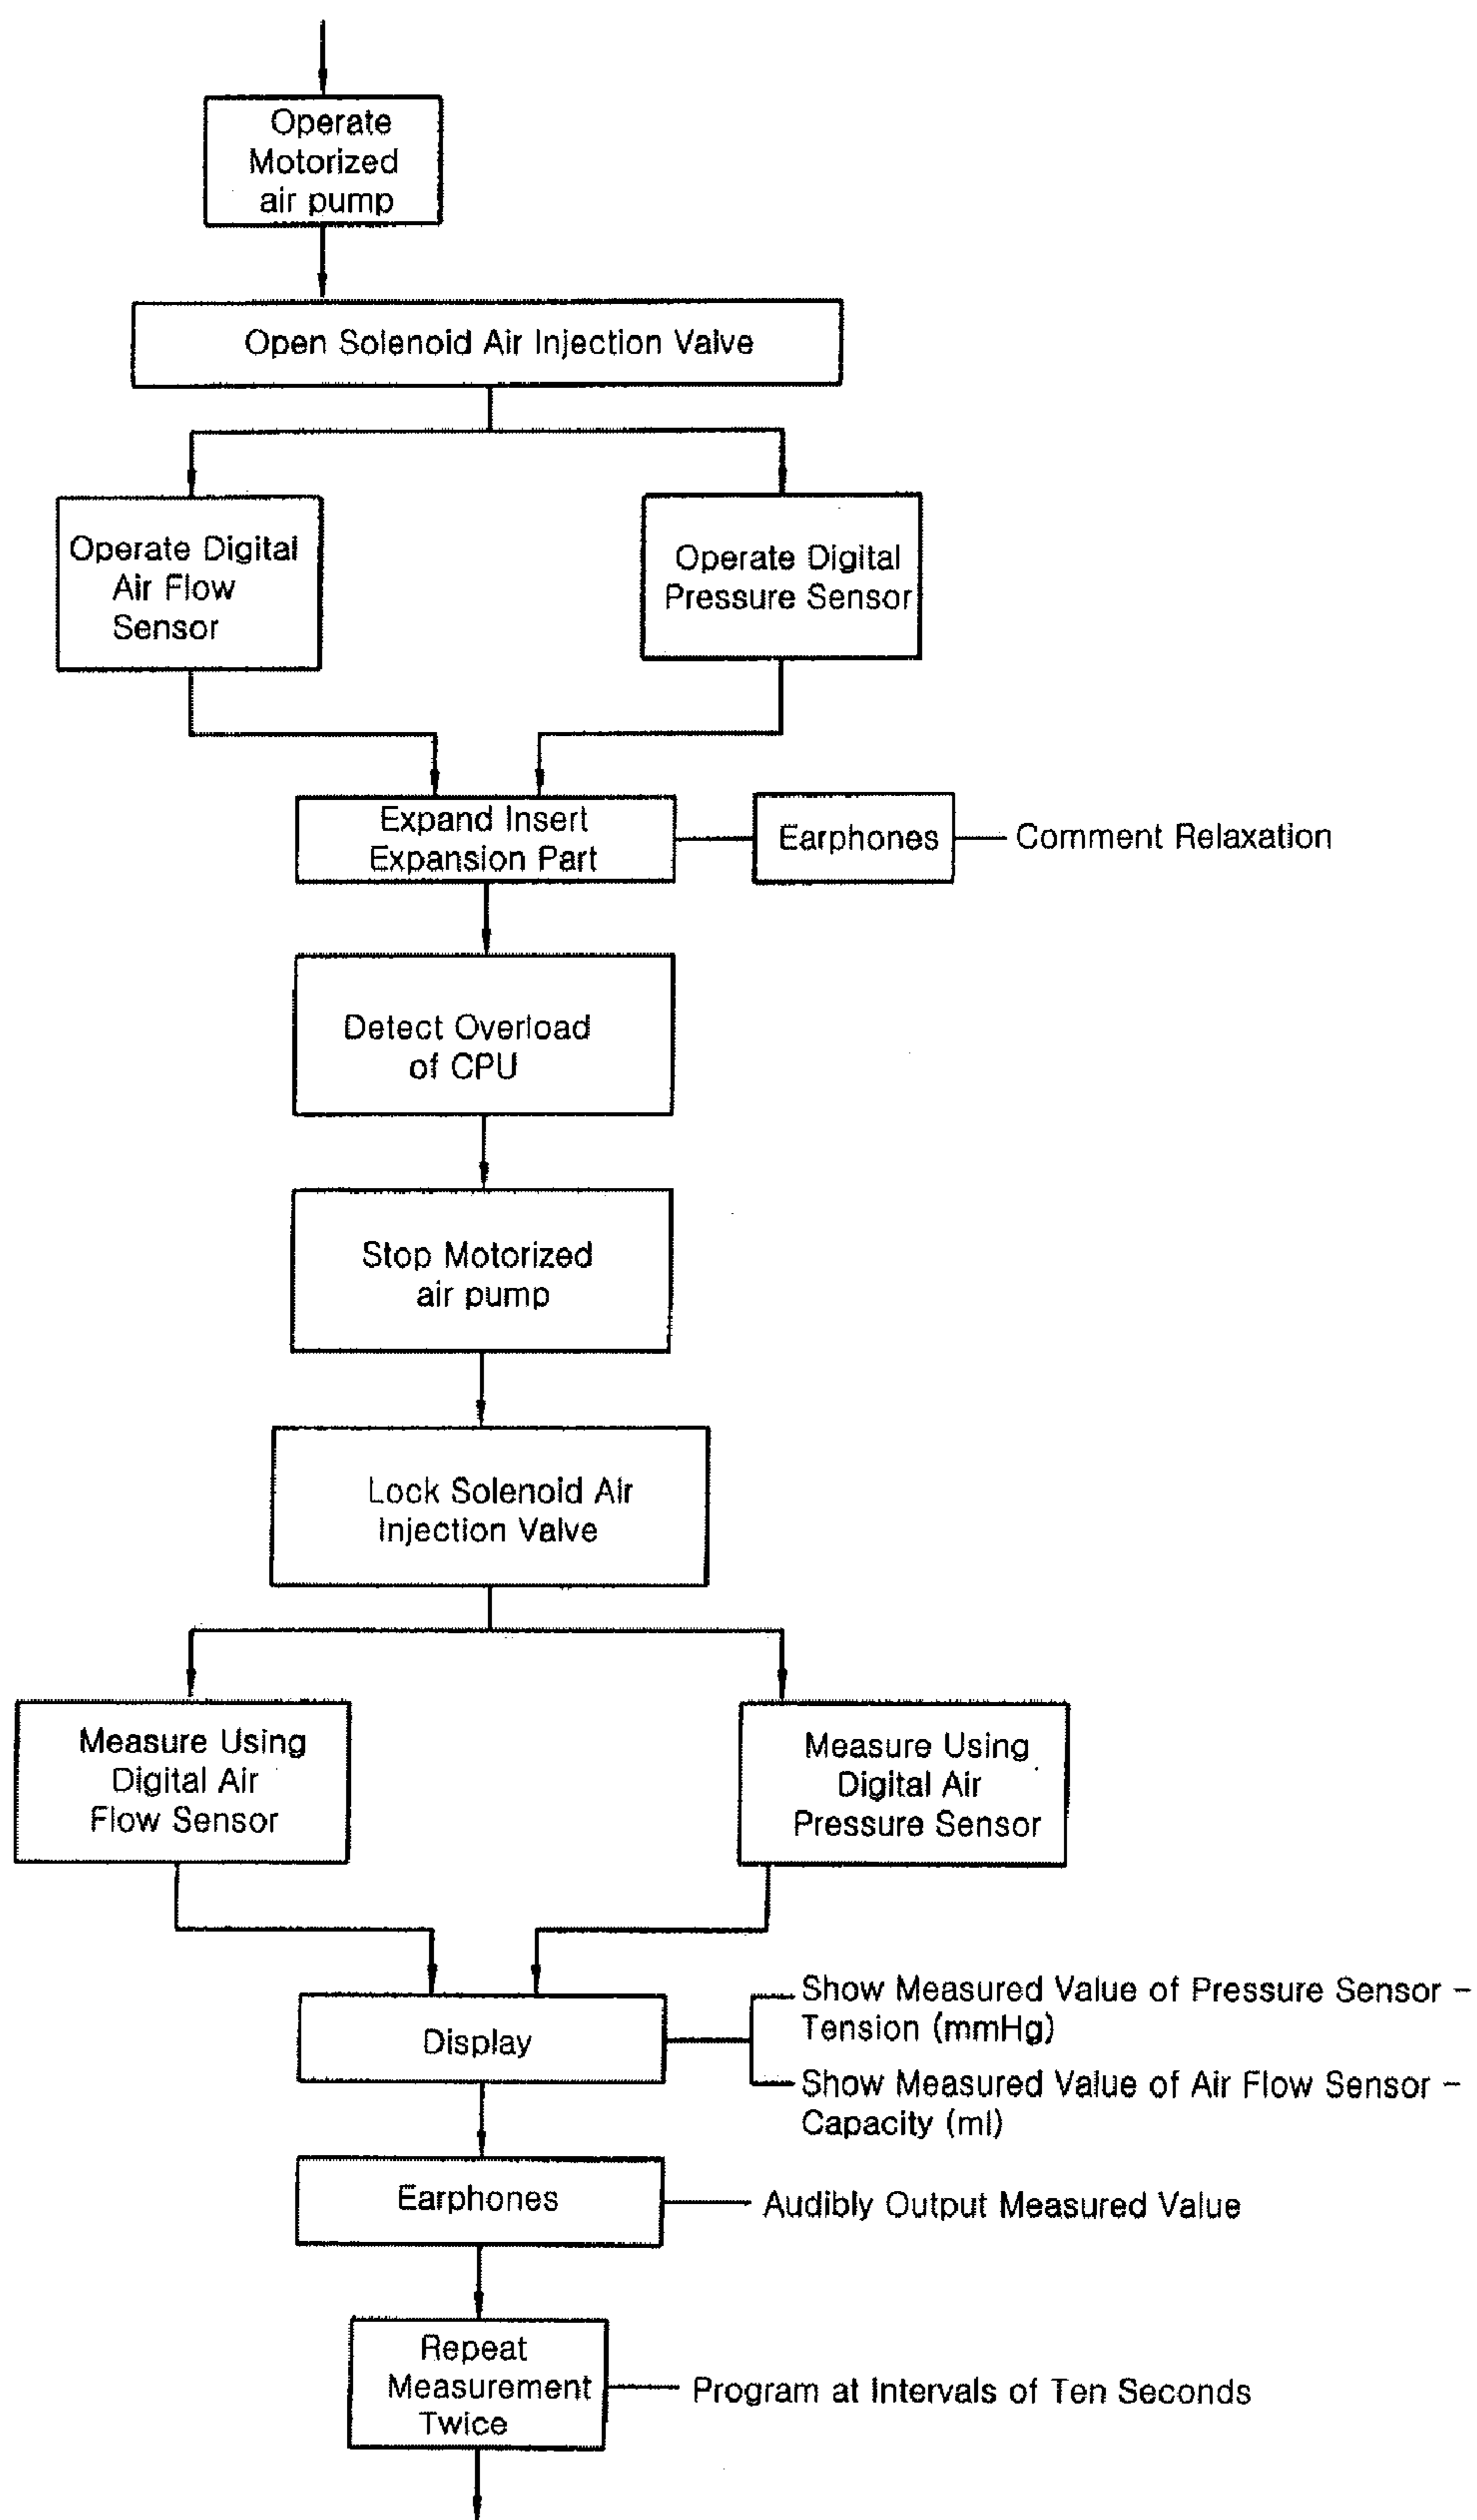 Operate
Motorized
air pump
Open Solenoid Air Injection Valve
Operate Digital
Air Flow
Sensor
Operate Digital
Pressure Sensor
Expand Insert
Expansion Part
Earphones
Comment Relaxation
Detect Overload
of CPU
Stop Motorized
air pump
Lock Solenoid Air
Injection Valve
Measure Using
Digital Air
Flow Sensor
Measure Using
Digital Air
Pressure Sensor
Display
Show Measured Value of Pressure Sensor -
Tension (mmHg)
Show Measured Value of Air Flow Sensor -
Capacity (ml)
Earphones
Audibly Output Measured Value
Repeat
Measurement
Twice
Program at Intervals of Ten Seconds